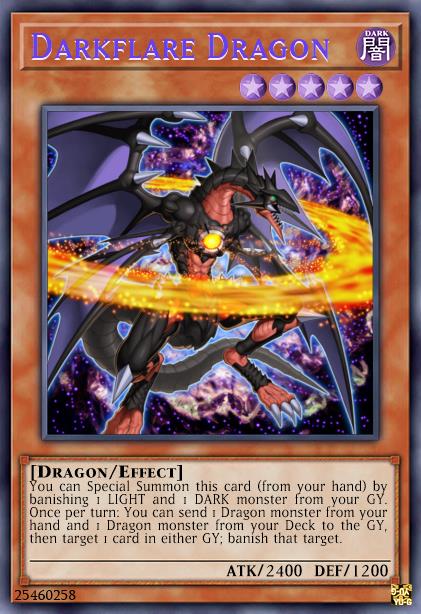 DARKFLARE DRAGON
DARK
闇
[DRAGON/EFFECT]
You can Special Summon this card (from your hand) by
banishing 1 LIGHT and 1 DARK monster from your GY.
Once per turn: You can send 1 Dragon monster from your
hand and 1 Dragon monster from your Deck to the GY,
then target 1 card in either GY; banish that target.
ATK/2400 DEF/1200
25460258